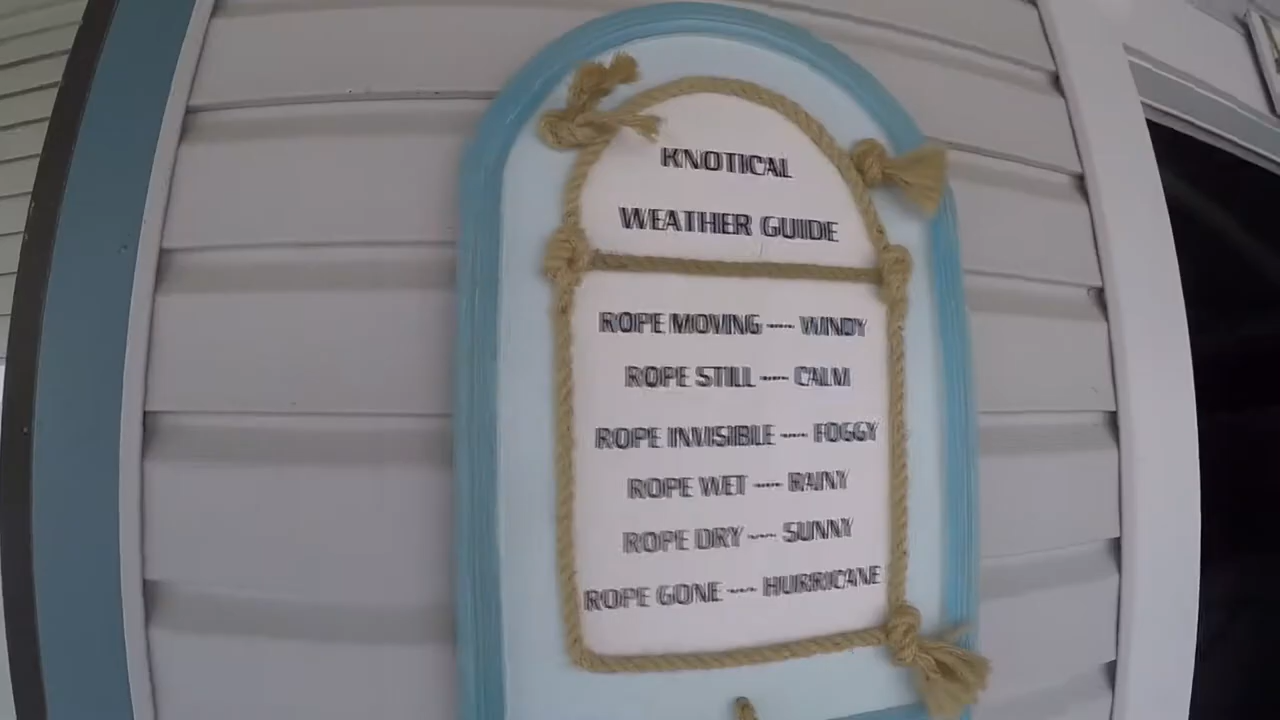 KNOTICAL
WEATHER GUIDE
ROPE MOVING ---- WINDY
ROPE STILL ---- CALM
ROPE INVISIBLE ---- FOGGY
ROPE WET ---- RAINY
ROPE DRY ---- SUNNY
ROPE GONE ---- HURRICANE